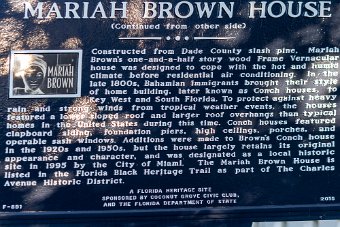 MARIAH BROWN HOUSE
(Continued from other side)
Constructed from Dade County slash pine, Mariah
Brown's one-and-a-half story wood Frame Vernacular
house was designed to cope with the hot and humid
climate before residential air conditioning. In the
late 1800s, Bahamian immigrants brought their style
of home building, later known as Conch houses, to
Key West and South Florida. To protect against heavy
MARIAH
BROWN
rain and strong winds from tropical weather events, the houses
featured a lower sloped roof and larger roof overhangs than typical
homes in the United States during this time. Conch houses featured
clapboard siding, foundation piers, high ceilings, porches, and
operable sash windows. Additions were made to Brown's Conch house
in the 1920s and 1950s, but the house largely retains its original
appearance and character, and was designated as a local historic
site in 1995 by the City of Miami. The Mariah Brown House is
listed in the Florida Black Heritage Trail as part of The Charles
Avenue Historic District.
A FLORIDA HERITAGE SITE
SPONSORED BY COCONUT GROVE CIVIC CLUB,
AND THE FLORIDA DEPARTMENT OF STATE
F-897
2015